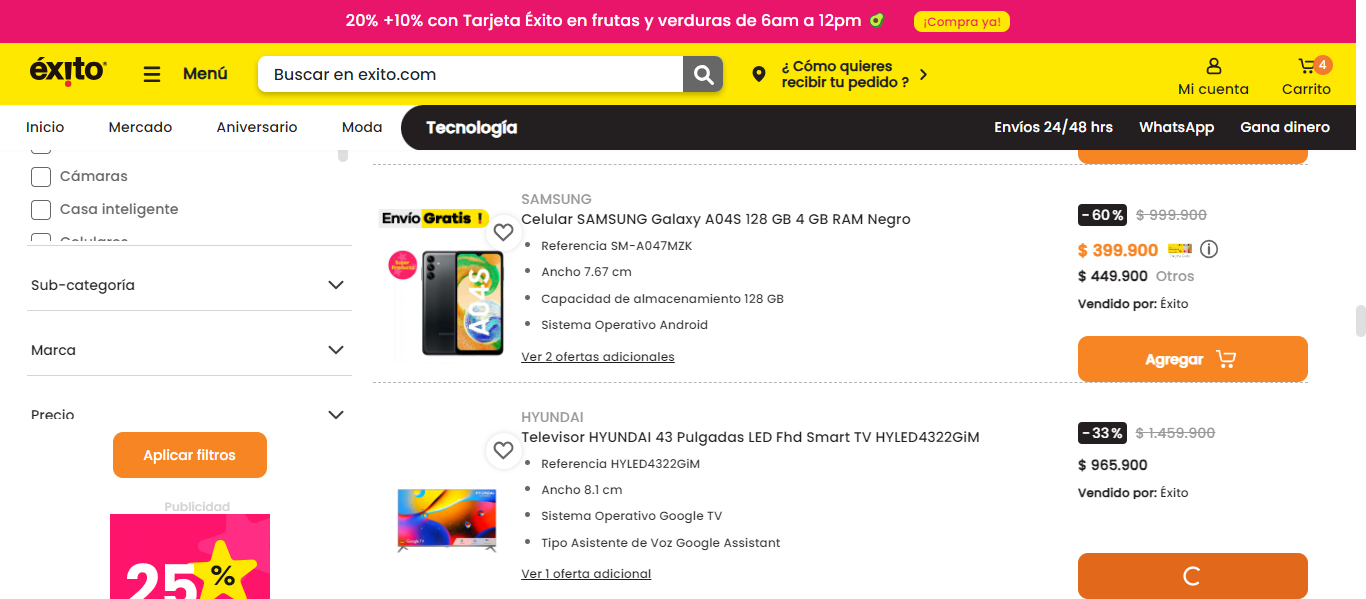 20% +10% con Tarjeta Éxito en frutas y verduras de 6am a 12pm
¡Compra ya!
éxito
Menú
Buscar en exito.com
¿ Cómo quieres
recibir tu pedido ?
Mi cuenta
4
Carrito
Inicio
Mercado
Aniversario
Moda
Tecnología
Envíos 24/48 hrs
WhatsApp
Gana dinero
Cámaras
Casa inteligente
Celulares
Sub-categoría
Marca
Precio
Aplicar filtros
Publicidad
25%
Envío Gratis !
Súper Producto
A04S
SAMSUNG
Celular SAMSUNG Galaxy A04S 128 GB 4 GB RAM Negro
Referencia SM-A047MZK
Ancho 7.67 cm
Capacidad de almacenamiento 128 GB
Sistema Operativo Android
Ver 2 ofertas adicionales
-60%
$ 999.900
$ 399.900
$ 449.900 Otros
Vendido por: Éxito
Agregar
HYUNDAI
Televisor HYUNDAI 43 Pulgadas LED Fhd Smart TV HYLED4322GiM
Referencia HYLED4322GiM
Ancho 8.1 cm
Sistema Operativo Google TV
Tipo Asistente de Voz Google Assistant
Ver 1 oferta adicional
-33%
$ 1.459.900
$ 965.900
Vendido por: Éxito